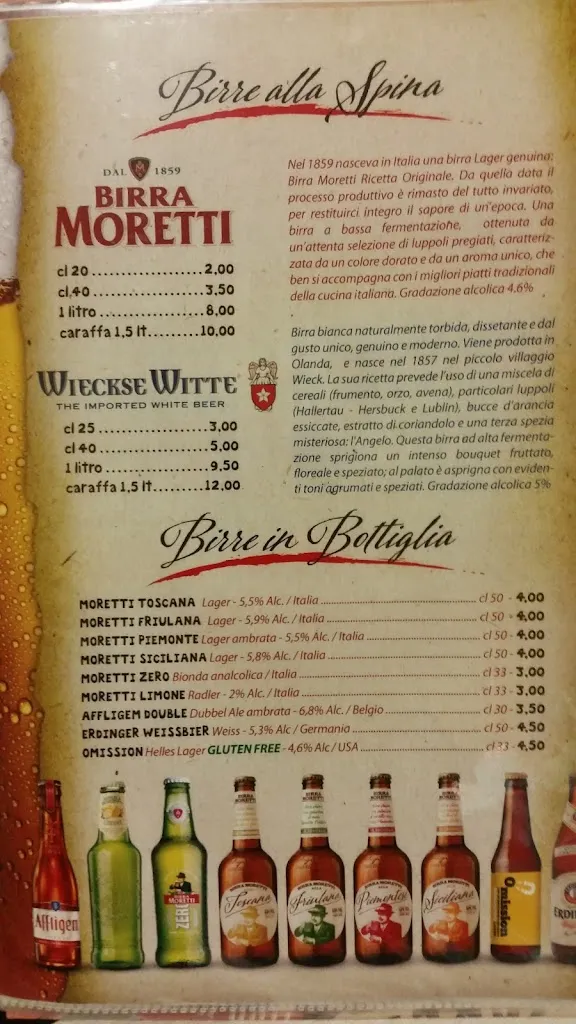 Birre alla Spina
DAL 1859
BIRRA
MORETTI
cl 20 ................... 2,00
cl.40 ................... 3,50
1 litro ................... 8,00
caraffa 1,5 lt........... 10,00
Nel 1859 nasceva in Italia una birra Lager genuina:
Birra Moretti Ricetta Originale. Da quella data il
processo produttivo è rimasto del tutto invariato,
per restituirci integro il sapore di un'epoca. Una
birra a bassa fermentazione, ottenuta da
un'attenta selezione di luppoli pregiati, caratteriz-
zata da un colore dorato e da un aroma unico, che
ben si accompagna con i migliori piatti tradizionali
della cucina italiana. Gradazione alcolica 4.6%
WIECKSE WITTE
THE IMPORTED WHITE BEER
cl 25 ................... 3,00
cl 40 ................... 5,00
1 litro ................... 9,50
caraffa 1,5 lt........... 12,00
Birra bianca naturalmente torbida, dissetante e dal
gusto unico, genuino e moderno. Viene prodotta in
Olanda, e nasce nel 1857 nel piccolo villaggio
Wieck. La sua ricetta prevede l'uso di una miscela di
cereali (frumento, orzo, avena), particolari luppoli
(Hallertau - Hersbuck e Lublin), bucce d'arancia
essiccate, estratto di coriandolo e una terza spezia
misteriosa: l'Angelo. Questa birra ad alta fermenta-
zione sprigiona un intenso bouquet fruttato,
floreale e speziato; al palato è asprigna con eviden-
ti toni agrumati e speziati. Gradazione alcolica 5%
Birre in Bottiglia
MORETTI TOSCANA Lager - 5,5% Alc. / Italia ................... cl 50 - 4,00
MORETTI FRIULANA Lager - 5,9% Alc. / Italia ................... cl 50 - 4,00
MORETTI PIEMONTE Lager ambrata - 5,5% Alc. / Italia ................... cl 50 - 4,00
MORETTI SICILIANA Lager - 5,8% Alc. / Italia ................... cl 50 - 4,00
MORETTI ZERO Bionda analcolica / Italia ................... cl 33 - 3,00
MORETTI LIMONE Radler - 2% Alc. / Italia ................... cl 33 - 3,00
AFFLIGEM DOUBLE Dubbel Ale ambrata - 6,8% Alc. / Belgio ................... cl 30 - 3,50
ERDINGER WEISSBIER Weiss - 5,3% Alc / Germania ................... cl 50 - 4,50
OMISSION Helles Lager GLUTEN FREE - 4,6% Alc / USA ................... cl 33 - 4,50
Affligem
BIRRA MORETTI ZERO
BIRRA MORETTI Toscana
BIRRA MORETTI Friulana
BIRRA MORETTI Piemontese
BIRRA MORETTI Siciliana
Omission
ERDI